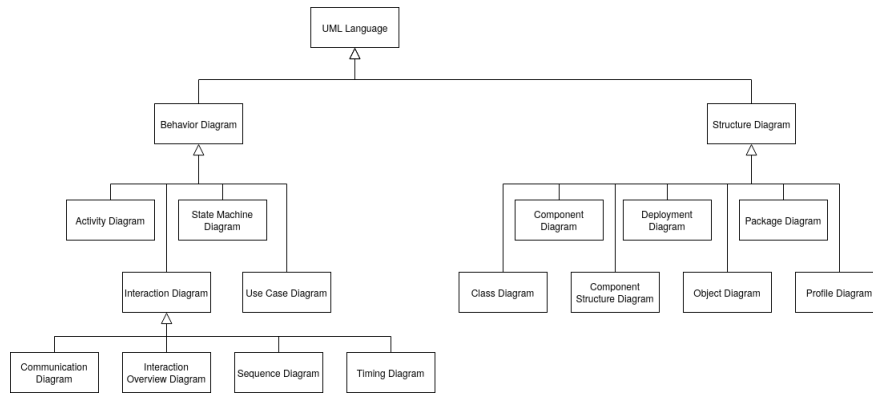 UML Language
Behavior Diagram
Structure Diagram
Activity Diagram
State Machine
Diagram
Component
Diagram
Deployment
Diagram
Package Diagram
Interaction Diagram
Use Case Diagram
Class Diagram
Component
Structure Diagram
Object Diagram
Profile Diagram
Communication
Diagram
Interaction
Overview Diagram
Sequence Diagram
Timing Diagram